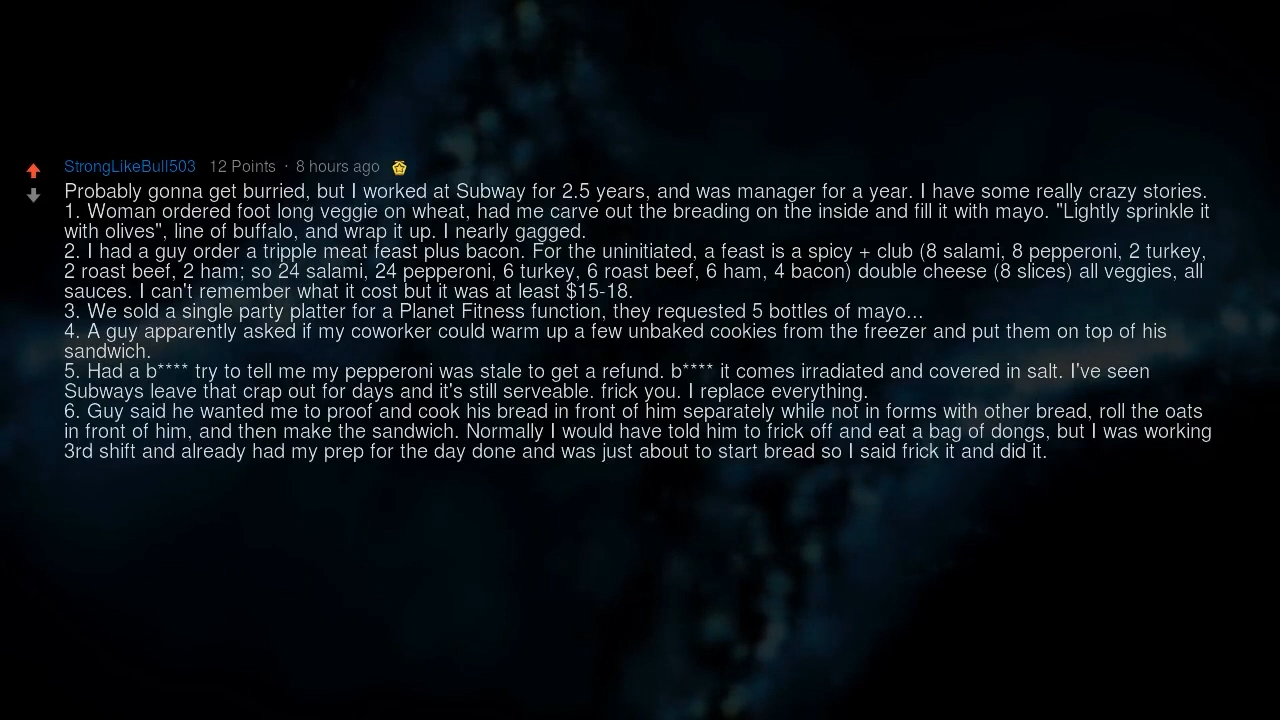 StrongLikeBull503 12 Points · 8 hours ago
Probably gonna get burried, but I worked at Subway for 2.5 years, and was manager for a year. I have some really crazy stories.
1. Woman ordered foot long veggie on wheat, had me carve out the breading on the inside and fill it with mayo. "Lightly sprinkle it
with olives", line of buffalo, and wrap it up. I nearly gagged.
2. I had a guy order a tripple meat feast plus bacon. For the uninitiated, a feast is a spicy + club (8 salami, 8 pepperoni, 2 turkey,
2 roast beef, 2 ham; so 24 salami, 24 pepperoni, 6 turkey, 6 roast beef, 6 ham, 4 bacon) double cheese (8 slices) all veggies, all
sauces. I can't remember what it cost but it was at least $15-18.
3. We sold a single party platter for a Planet Fitness function, they requested 5 bottles of mayo...
4. A guy apparently asked if my coworker could warm up a few unbaked cookies from the freezer and put them on top of his
sandwich.
5. Had a b**** try to tell me my pepperoni was stale to get a refund. b**** it comes irradiated and covered in salt. I've seen
Subways leave that crap out for days and it's still serveable. frick you. I replace everything.
6. Guy said he wanted me to proof and cook his bread in front of him separately while not in forms with other bread, roll the oats
in front of him, and then make the sandwich. Normally I would have told him to frick off and eat a bag of dongs, but I was working
3rd shift and already had my prep for the day done and was just about to start bread so I said frick it and did it.